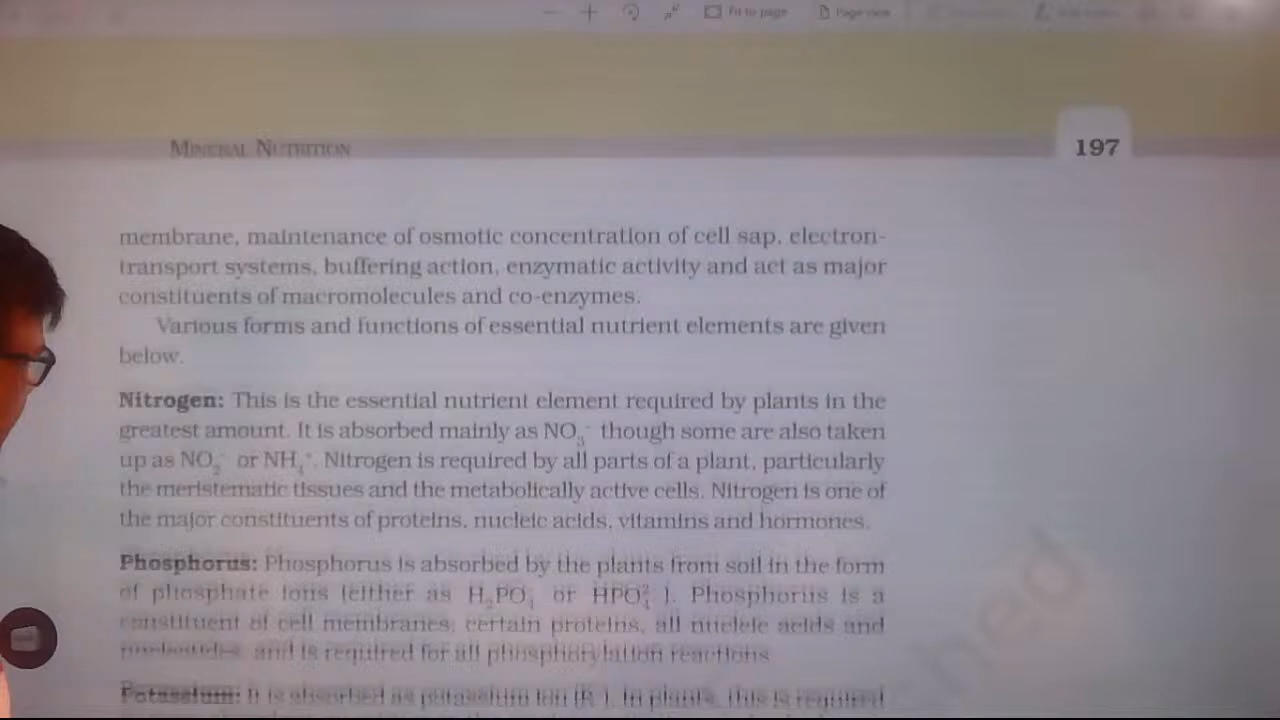 Fit to page Page view
MINERAL NUTRITION
197
membrane, maintenance of osmotic concentration of cell sap, electron-
transport systems, buffering action, enzymatic activity and act as major
constituents of macromolecules and co-enzymes.
Various forms and functions of essential nutrient elements are given
below.
Nitrogen: This is the essential nutrient element required by plants in the
greatest amount. It is absorbed mainly as NO₃⁻ though some are also taken
up as NO₂⁻ or NH₄⁺. Nitrogen is required by all parts of a plant, particularly
the meristematic tissues and the metabolically active cells. Nitrogen is one of
the major constituents of proteins, nucleic acids, vitamins and hormones.
Phosphorus: Phosphorus is absorbed by the plants from soil in the form
of phosphate ions (either as H₂PO₄⁻ or HPO₄²⁻). Phosphorus is a
constituent of cell membranes, certain proteins, all nucleic acids and
nucleotides, and is required for all phosphorylation reactions
Potassium: It is absorbed as potassium ion (K⁺). In plants, this is required